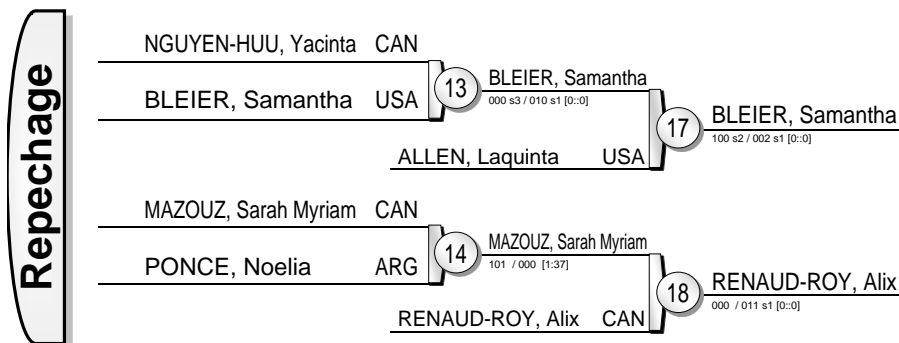 Repechage
NGUYEN-HUU, Yacinta CAN
BLEIER, Samantha USA
13
BLEIER, Samantha
000 s3 / 010 s1 [0::0]
ALLEN, Laquinta USA
17
BLEIER, Samantha
100 s2 / 002 s1 [0::0]
MAZOUZ, Sarah Myriam CAN
PONCE, Noelia ARG
14
MAZOUZ, Sarah Myriam
101 / 000 [1:37]
RENAUD-ROY, Alix CAN
18
RENAUD-ROY, Alix
000 / 011 s1 [0::0]